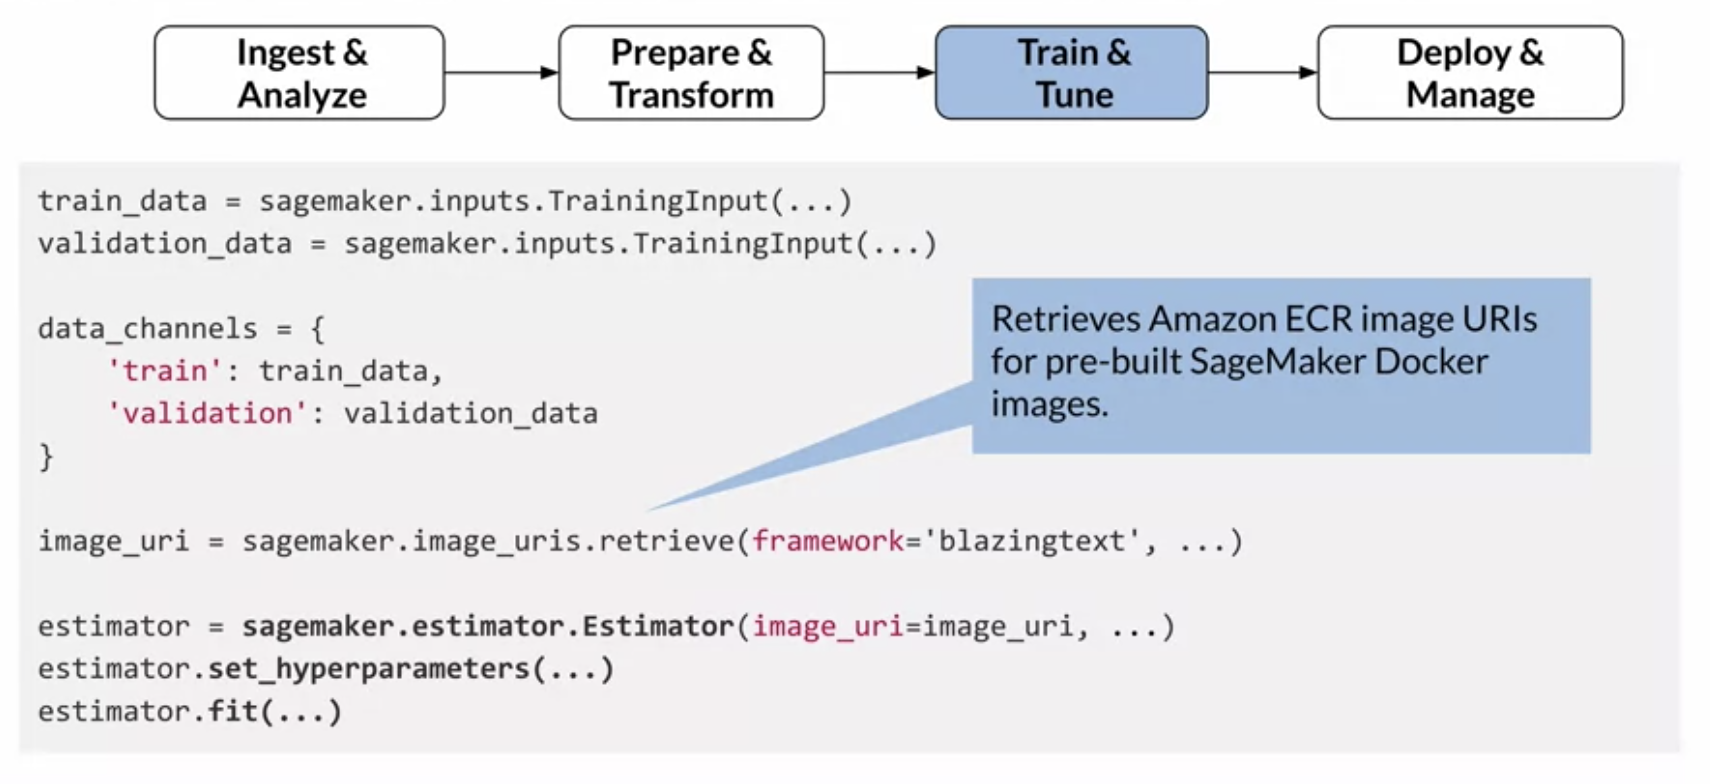 Ingest &
Analyze
Prepare &
Transform
Train &
Tune
Deploy &
Manage
train_data = sagemaker.inputs.TrainingInput(...)
validation_data = sagemaker.inputs.TrainingInput(...)
data_channels = {
    'train': train_data,
    'validation': validation_data
}
Retrieves Amazon ECR image URIs
for pre-built SageMaker Docker
images.
image_uri = sagemaker.image_uris.retrieve(framework='blazingtext', ...)
estimator = sagemaker.estimator.Estimator(image_uri=image_uri, ...)
estimator.set_hyperparameters(...)
estimator.fit(...)